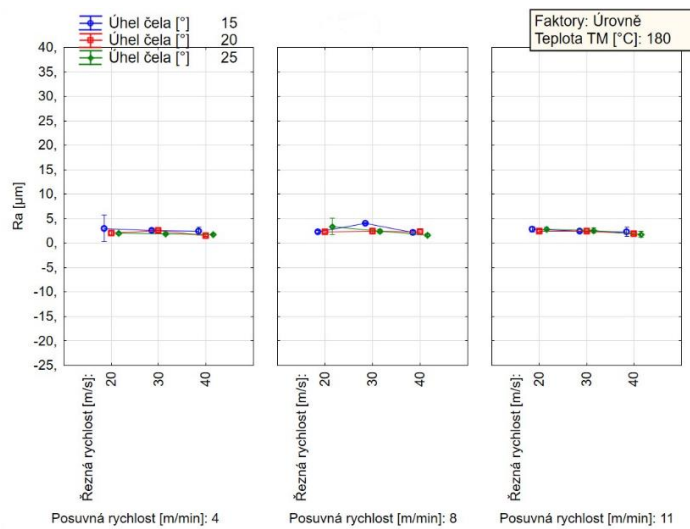 Úhel čela [°] 15
Úhel čela [°] 20
Úhel čela [°] 25
Faktory: Úrovně
Teplota TM [°C]: 180
Ra [µm]
40,
35,
30,
25,
20,
15,
10,
5,
0,
-5,
-10,
-15,
-20,
-25,
Řezná rychlost [m/s]:
20
30
40
Řezná rychlost [m/s]:
20
30
40
Řezná rychlost [m/s]:
20
30
40
Posuvná rychlost [m/min]: 4
Posuvná rychlost [m/min]: 8
Posuvná rychlost [m/min]: 11